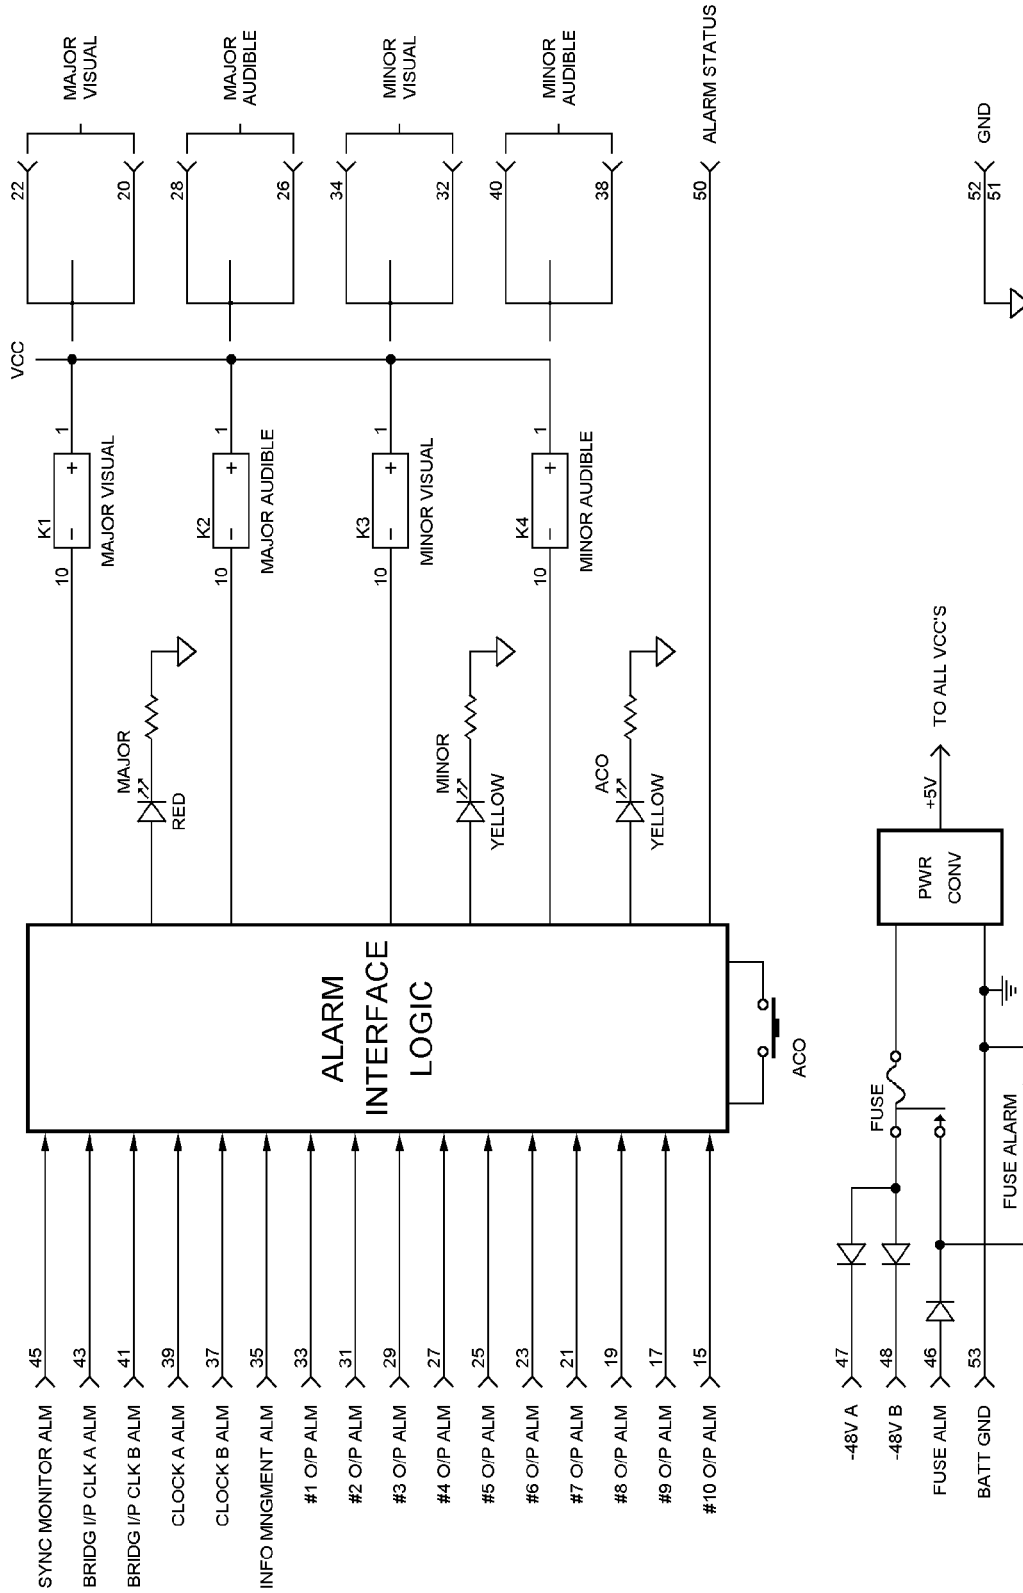 SYNC MONITOR ALM
45
BRIDG I/P CLK A ALM
43
BRIDG I/P CLK B ALM
41
CLOCK A ALM
39
CLOCK B ALM
37
INFO MNGMENT ALM
35
#1 O/P ALM
33
#2 O/P ALM
31
#3 O/P ALM
29
#4 O/P ALM
27
#5 O/P ALM
25
#6 O/P ALM
23
#7 O/P ALM
21
#8 O/P ALM
19
#9 O/P ALM
17
#10 O/P ALM
15
ALARM
INTERFACE
LOGIC
ACO
10
K1
- +
1
MAJOR VISUAL
MAJOR
RED
10
K2
- +
1
MAJOR AUDIBLE
10
K3
- +
1
MINOR VISUAL
MINOR
YELLOW
10
K4
- +
1
MINOR AUDIBLE
ACO
YELLOW
VCC
22
20
MAJOR
VISUAL
28
26
MAJOR
AUDIBLE
34
32
MINOR
VISUAL
40
38
MINOR
AUDIBLE
50
ALARM STATUS
-48V A
47
-48V B
48
FUSE ALM
46
BATT GND
53
FUSE
FUSE ALARM
PWR
CONV
+5V
TO ALL VCC'S
52
51
GND